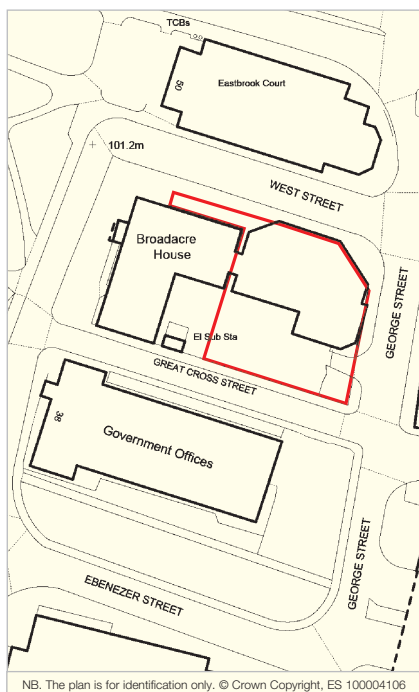 TCBs
50
Eastbrook Court
101.2m
WEST STREET
Broadacre
House
GEORGE STREET
El Sub Sta
GREAT CROSS STREET
38
Government Offices
GEORGE STREET
EBENEZER STREET
NB. The plan is for identification only. © Crown Copyright, ES 100004106